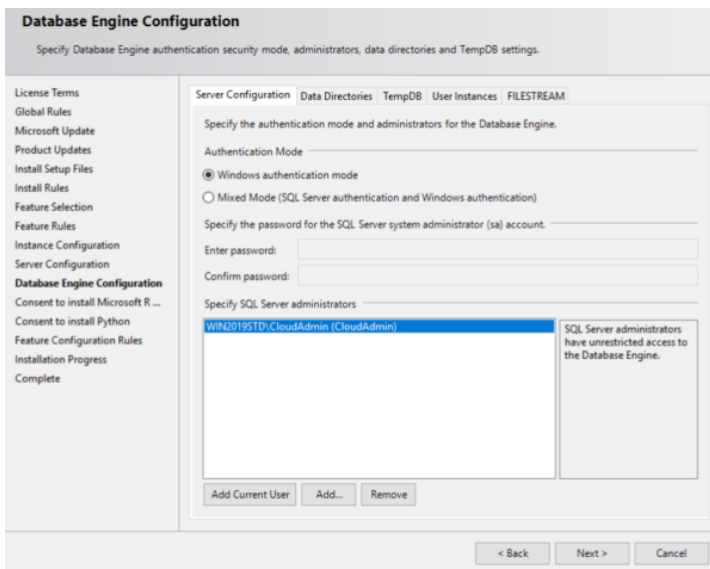 Database Engine Configuration
Specify Database Engine authentication security mode, administrators, data directories and TempDB settings.
License Terms
Global Rules
Microsoft Update
Product Updates
Install Setup Files
Install Rules
Feature Selection
Feature Rules
Instance Configuration
Server Configuration
Database Engine Configuration
Consent to install Microsoft R ...
Consent to install Python
Feature Configuration Rules
Installation Progress
Complete
Server Configuration Data Directories TempDB User Instances FILESTREAM
Specify the authentication mode and administrators for the Database Engine.
Authentication Mode
Windows authentication mode
Mixed Mode (SQL Server authentication and Windows authentication)
Specify the password for the SQL Server system administrator (sa) account.
Enter password:
Confirm password:
Specify SQL Server administrators
WIN2019STD\CloudAdmin (CloudAdmin)
SQL Server administrators
have unrestricted access to
the Database Engine.
Add Current User Add... Remove
< Back Next > Cancel